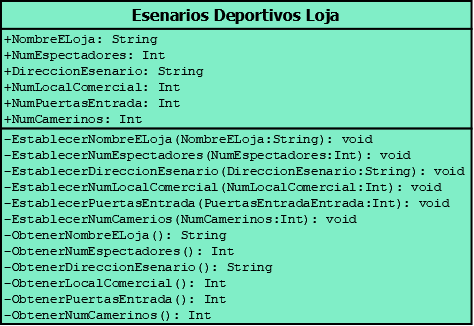 Esenarios Deportivos Loja
+NombreELoja: String
+NumEspectadores: Int
+DireccionEsenario: String
+NumLocalComercial: Int
+NumPuertasEntrada: Int
+NumCamerinos: Int
-EstablecerNombreELoja(NombreELoja:String): void
-EstablecerNumEspectadores(NumEspectadores:Int): void
-EstablecerDireccionEsenario(DireccionEsenario:String): void
-EstablecerNumLocalComercial(NumLocalComercial:Int): void
-EstablecerPuertasEntrada(PuertasEntradaEntrada:Int): void
-EstablecerNumCamerios(NumCamerinos:Int): void
-ObtenerNombreELoja(): String
-ObtenerNumEspectadores(): Int
-ObtenerDireccionEsenario(): String
-ObtenerLocalComercial(): Int
-ObtenerPuertasEntrada(): Int
-ObtenerNumCamerinos(): Int